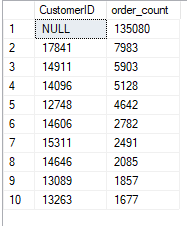 CustomerID order_count
1 NULL 135080
2 17841 7983
3 14911 5903
4 14096 5128
5 12748 4642
6 14606 2782
7 15311 2491
8 14646 2085
9 13089 1857
10 13263 1677